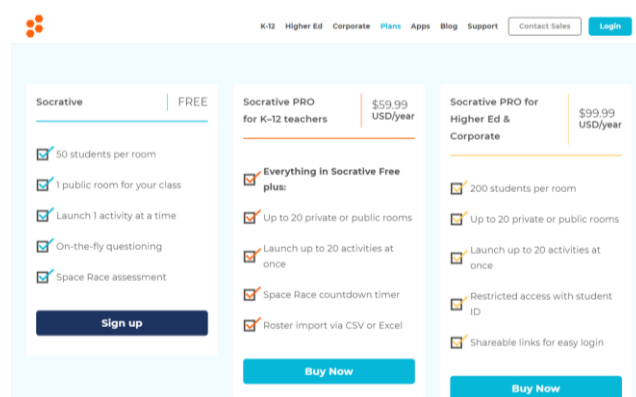 K-12 Higher Ed Corporate Plans Apps Blog Support Contact Sales Login
Socrative FREE
50 students per room
1 public room for your class
Launch 1 activity at a time
On-the-fly questioning
Space Race assessment
Sign up
Socrative PRO
for K–12 teachers
$59.99
USD/year
Everything in Socrative Free
plus:
Up to 20 private or public rooms
Launch up to 20 activities at
once
Space Race countdown timer
Roster import via CSV or Excel
Buy Now
Socrative PRO for
Higher Ed &
Corporate
$99.99
USD/year
200 students per room
Up to 20 private or public rooms
Launch up to 20 activities at
once
Restricted access with student
ID
Shareable links for easy login
Buy Now